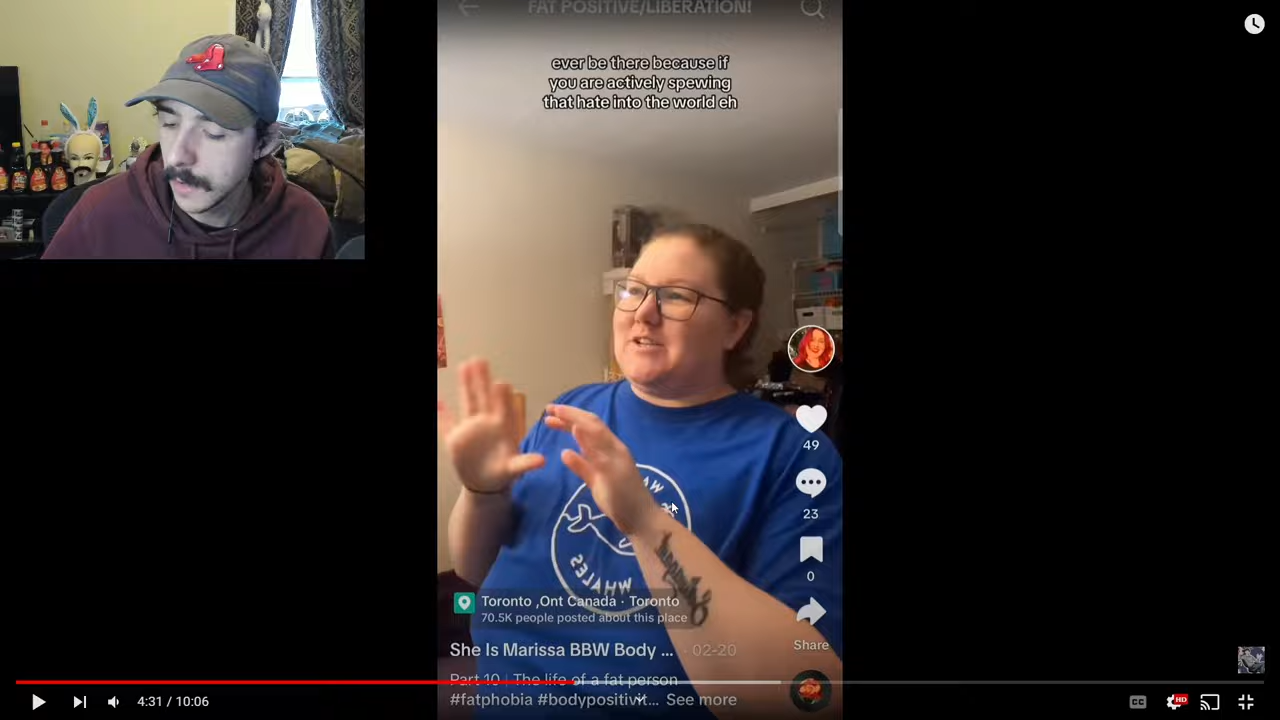 FAT POSITIVE/LIBERATION!
ever be there because if
you are actively spewing
that hate into the world eh
49
23
0
Share
WHALES
Toronto ,Ont Canada · Toronto
70.5K people posted about this place
She Is Marissa BBW Body ... · 02-20
Part 10 | The life of a fat person
#fatphobia #bodypositivit... See more
4:31 / 10:06
CC
HD